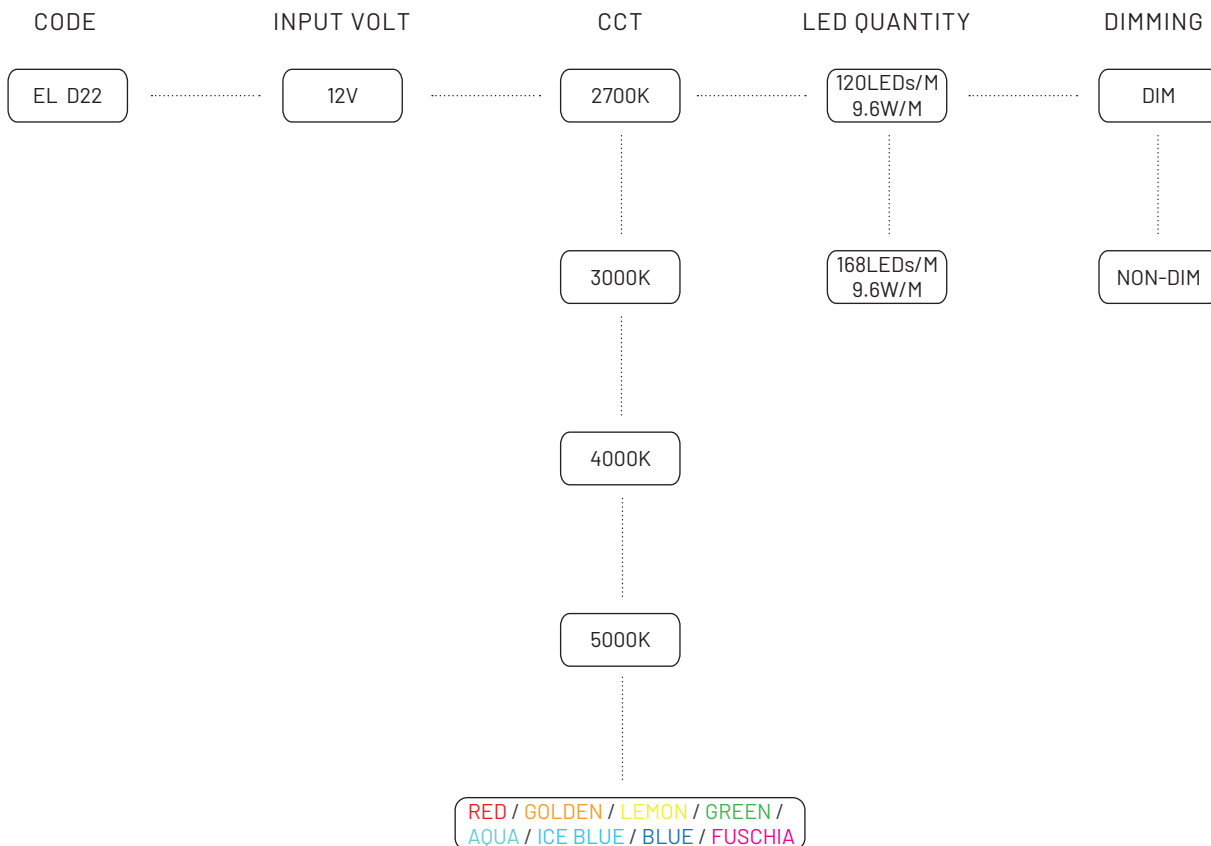 CODE
INPUT VOLT
CCT
LED QUANTITY
DIMMING
EL D22
12V
2700K
120LEDs/M
9.6W/M
DIM
3000K
168LEDs/M
9.6W/M
NON-DIM
4000K
5000K
RED / GOLDEN / LEMON / GREEN /
AQUA / ICE BLUE / BLUE / FUSCHIA